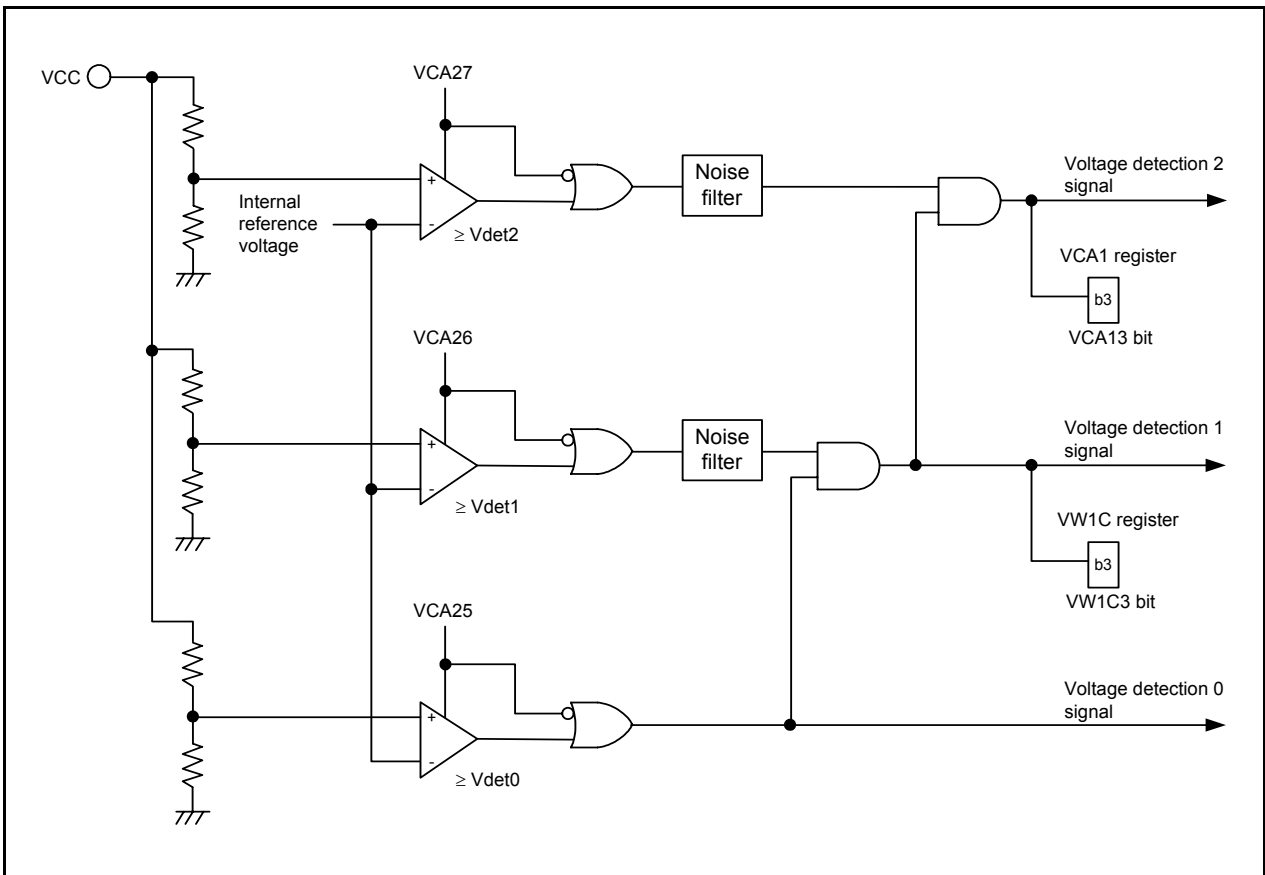 VCC
VCA27
+
-
≥ Vdet2
Internal
reference
voltage
Noise
filter
Voltage detection 2
signal
VCA1 register
b3
VCA13 bit
VCA26
+
-
≥ Vdet1
Noise
filter
Voltage detection 1
signal
VW1C register
b3
VW1C3 bit
VCA25
+
-
≥ Vdet0
Voltage detection 0
signal